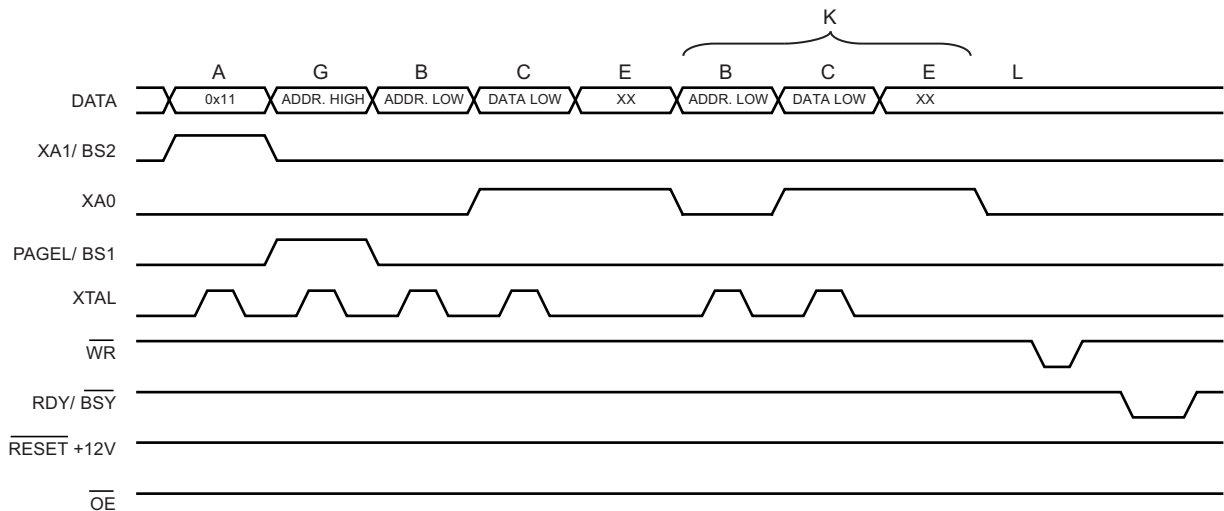 K
A G B C E B C E L
DATA 0x11 ADDR. HIGH ADDR. LOW DATA LOW XX ADDR. LOW DATA LOW XX
XA1/ BS2
XA0
PAGEL/ BS1
XTAL
WR
RDY/ BSY
RESET +12V
OE